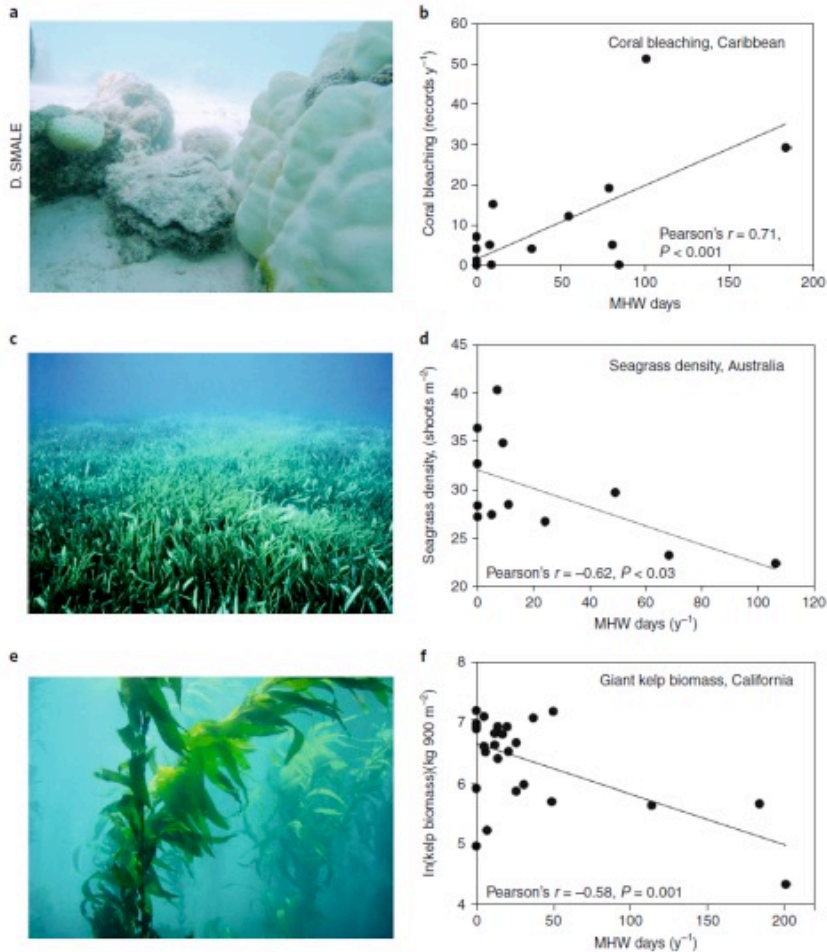 a
D. SMALE
b
60
50
40
30
20
10
0
Coral bleaching (records y⁻¹)
Coral bleaching, Caribbean
Pearson's r = 0.71,
P < 0.001
0 50 100 150 200
MHW days
c
d
45
40
35
30
25
20
Seagrass density, (shoots m⁻²)
Seagrass density, Australia
Pearson's r = –0.62, P < 0.03
0 20 40 60 80 100 120
MHW days (y⁻¹)
e
f
8
7
6
5
4
ln(kelp biomass)(kg 900 m⁻²)
Giant kelp biomass, California
Pearson's r = –0.58, P = 0.001
0 50 100 150 200
MHW days (y⁻¹)